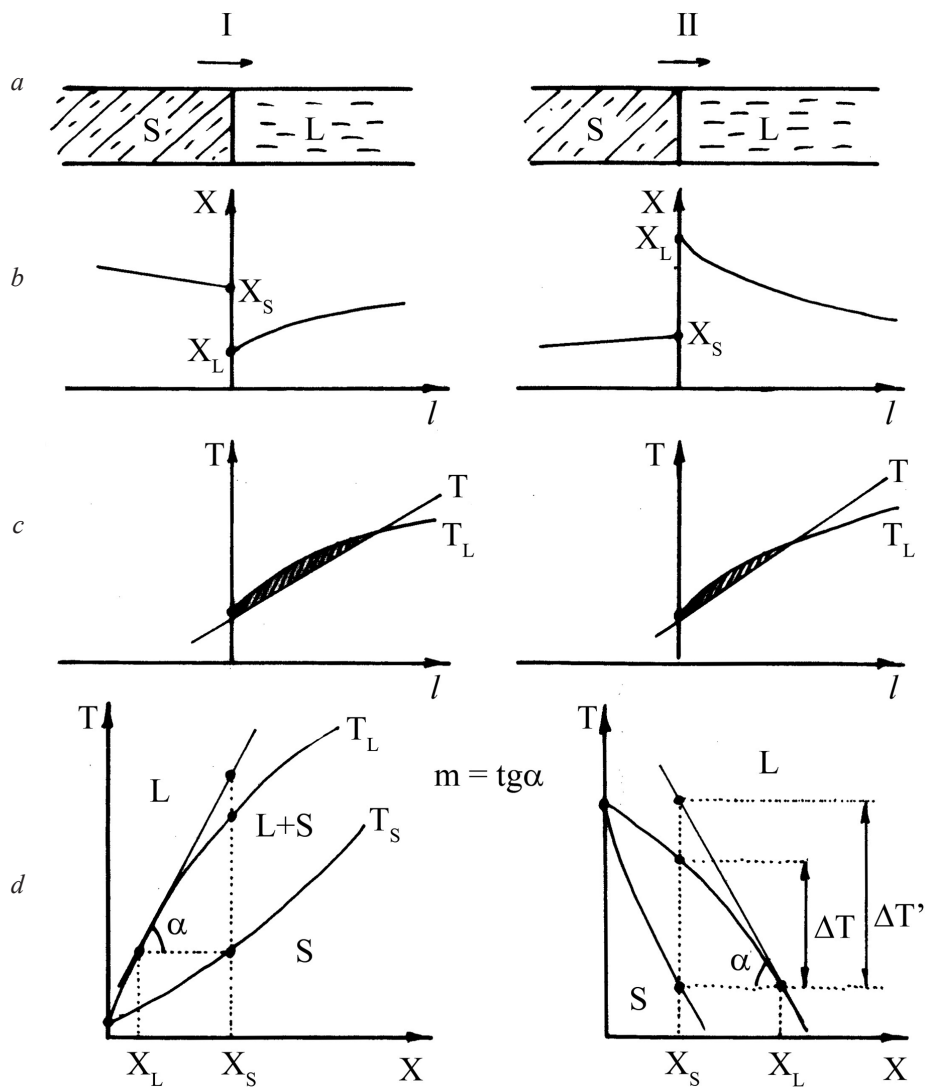 I II
a
S L S L
X X
X_L
b
X_S
X_S
X_L
l l
T T
T T
c
T_L T_L
l l
T T
T_L
L m = tgα L
L+S
T_S
d
ΔT ΔT’
α α
S S
X_L X_S X X_S X_L X